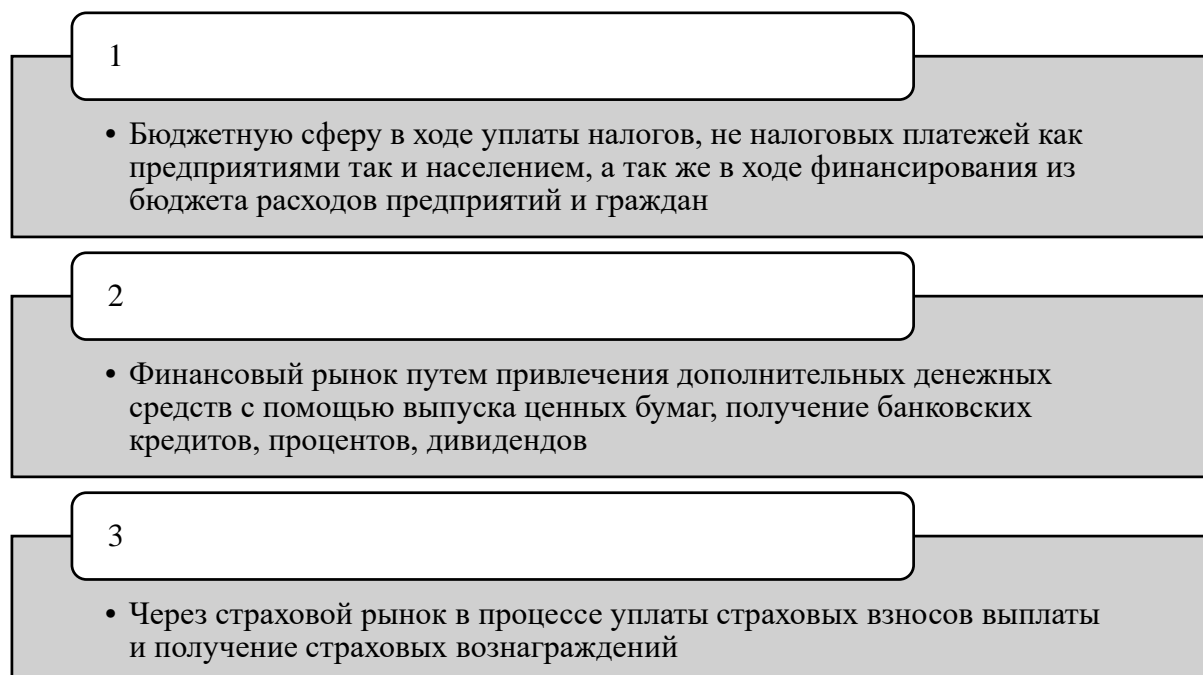 1
• Бюджетную сферу в ходе уплаты налогов, не налоговых платежей как
предприятиями так и населением, а так же в ходе финансирования из
бюджета расходов предприятий и граждан
2
• Финансовый рынок путем привлечения дополнительных денежных
средств с помощью выпуска ценных бумаг, получение банковских
кредитов, процентов, дивидендов
3
• Через страховой рынок в процессе уплаты страховых взносов выплаты
и получение страховых вознаграждений